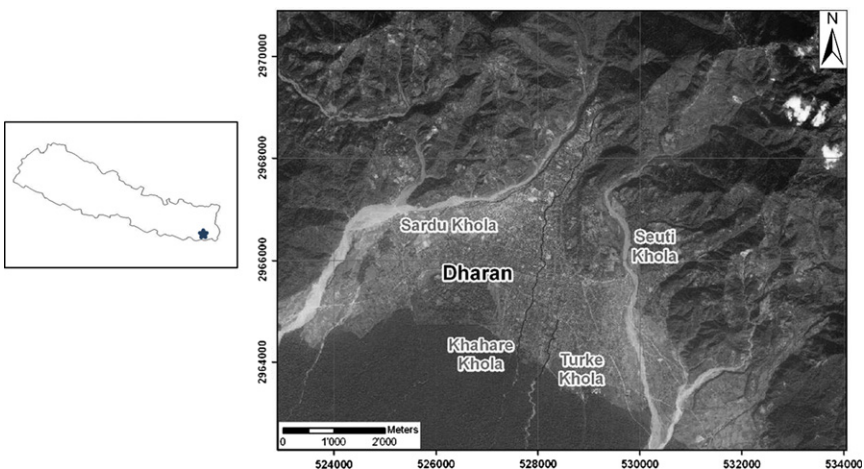 N
2970000
2968000
2966000
2964000
Sardu Khola
Seuti
Khola
Dharan
Khahare
Khola
Turke
Khola
Meters
0 1'000 2'000
524000 526000 528000 530000 532000 534000